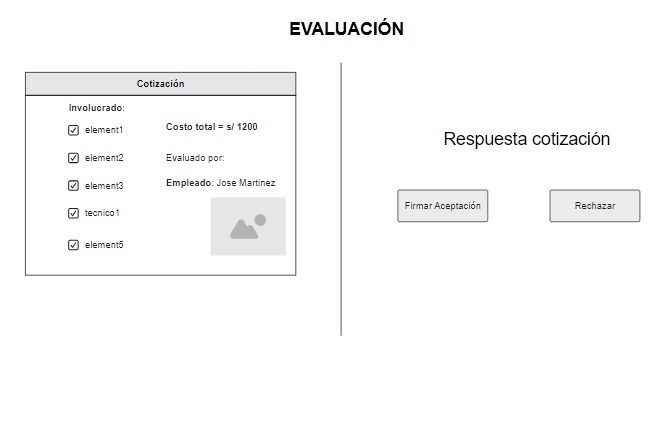 EVALUACIÓN
Cotización
Involucrado:
element1
element2
element3
tecnico1
element5
Costo total = s/ 1200
Evaluado por:
Empleado: Jose Martinez
Respuesta cotización
Firmar Aceptación
Rechazar